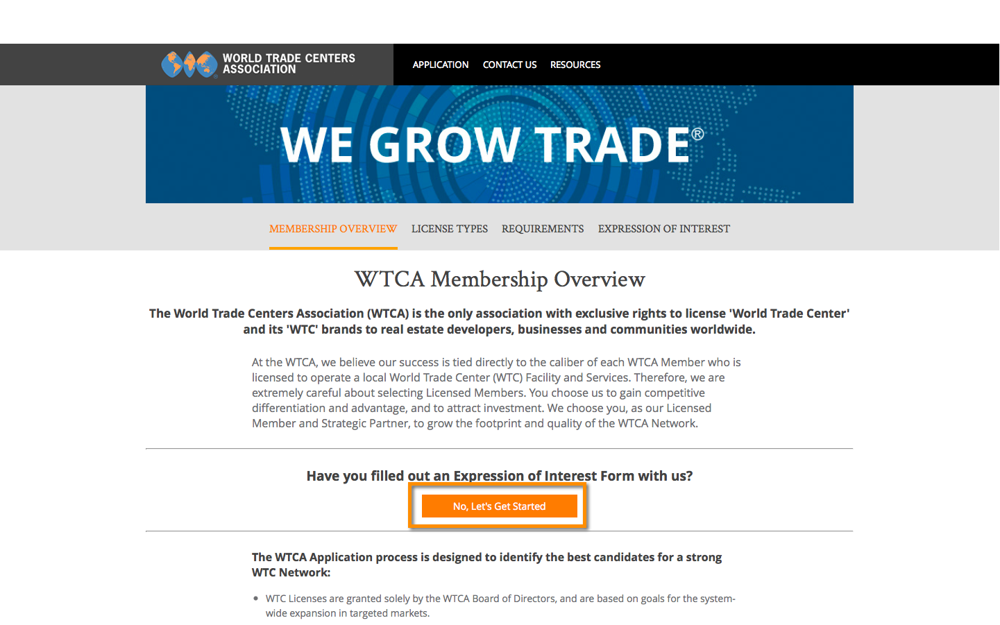 WORLD TRADE CENTERS
ASSOCIATION
APPLICATION CONTACT US RESOURCES
WE GROW TRADE®
MEMBERSHIP OVERVIEW LICENSE TYPES REQUIREMENTS EXPRESSION OF INTEREST
WTCA Membership Overview
The World Trade Centers Association (WTCA) is the only association with exclusive rights to license 'World Trade Center'
and its 'WTC' brands to real estate developers, businesses and communities worldwide.
At the WTCA, we believe our success is tied directly to the caliber of each WTCA Member who is
licensed to operate a local World Trade Center (WTC) Facility and Services. Therefore, we are
extremely careful about selecting Licensed Members. You choose us to gain competitive
differentiation and advantage, and to attract investment. We choose you, as our Licensed
Member and Strategic Partner, to grow the footprint and quality of the WTCA Network.
Have you filled out an Expression of Interest Form with us?
No, Let's Get Started
The WTCA Application process is designed to identify the best candidates for a strong
WTC Network:
• WTC Licenses are granted solely by the WTCA Board of Directors, and are based on goals for the system-
wide expansion in targeted markets.